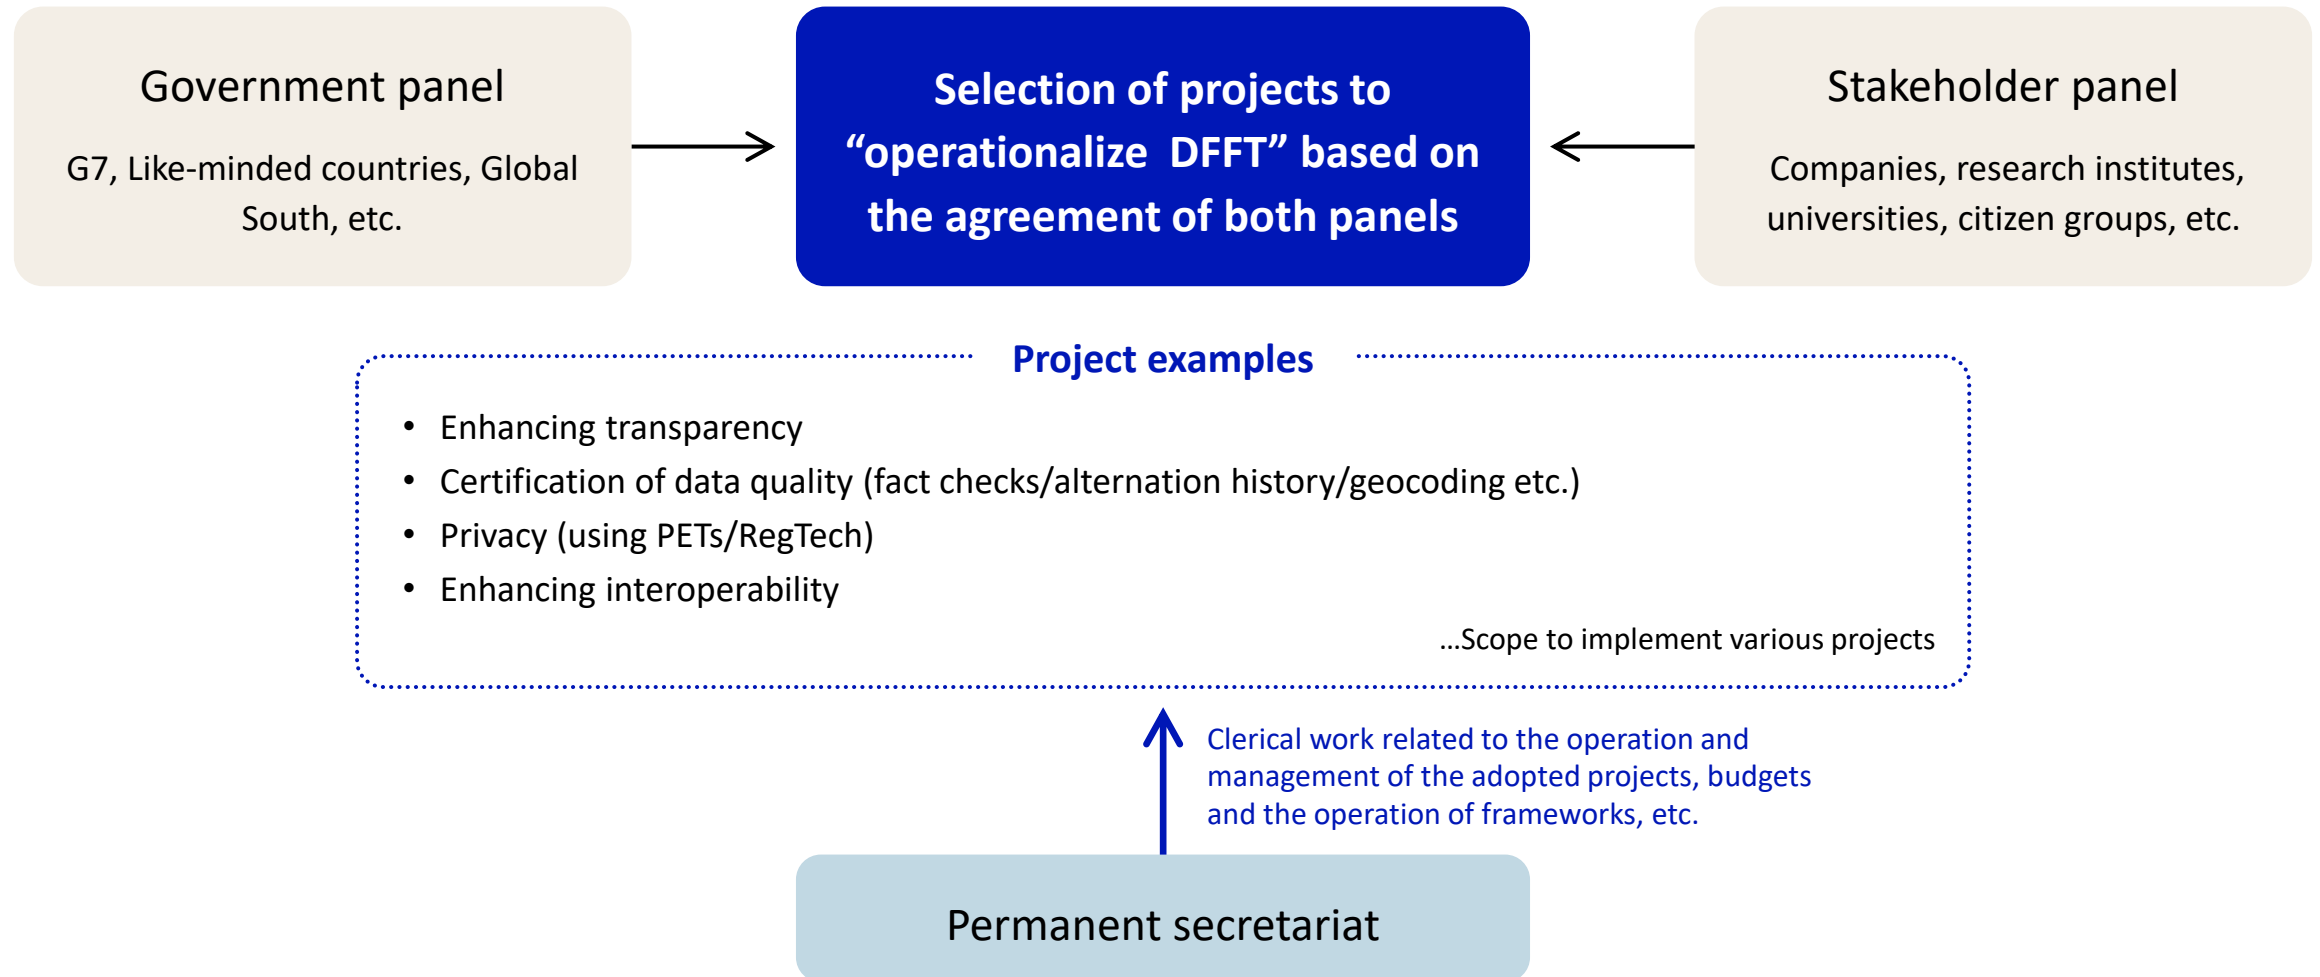 Government panel
G7, Like-minded countries, Global
South, etc.
Selection of projects to
“operationalize DFFT” based on
the agreement of both panels
Stakeholder panel
Companies, research institutes,
universities, citizen groups, etc.
Project examples
• Enhancing transparency
• Certification of data quality (fact checks/alternation history/geocoding etc.)
• Privacy (using PETs/RegTech)
• Enhancing interoperability
…Scope to implement various projects
Clerical work related to the operation and
management of the adopted projects, budgets
and the operation of frameworks, etc.
Permanent secretariat